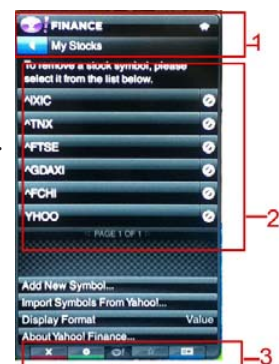 FINANCE
My Stocks
1
To remove a stock symbol, please
select it from the list below.
^IXIC
^TNX
^FTSE
^GDAXI
^FCHI
YHOO
2
PAGE 1 OF 1
Add New Symbol...
Import Symbols From Yahoo!...
Display Format Value
About Yahoo! Finance...
3